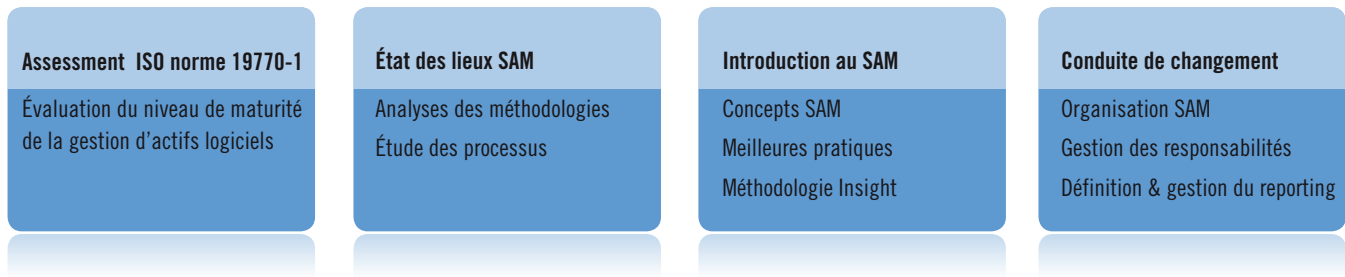 Assessment ISO norme 19770-1
Évaluation du niveau de maturité
de la gestion d'actifs logiciels
État des lieux SAM
Analyses des méthodologies
Étude des processus
Introduction au SAM
Concepts SAM
Meilleures pratiques
Méthodologie Insight
Conduite de changement
Organisation SAM
Gestion des responsabilités
Définition & gestion du reporting